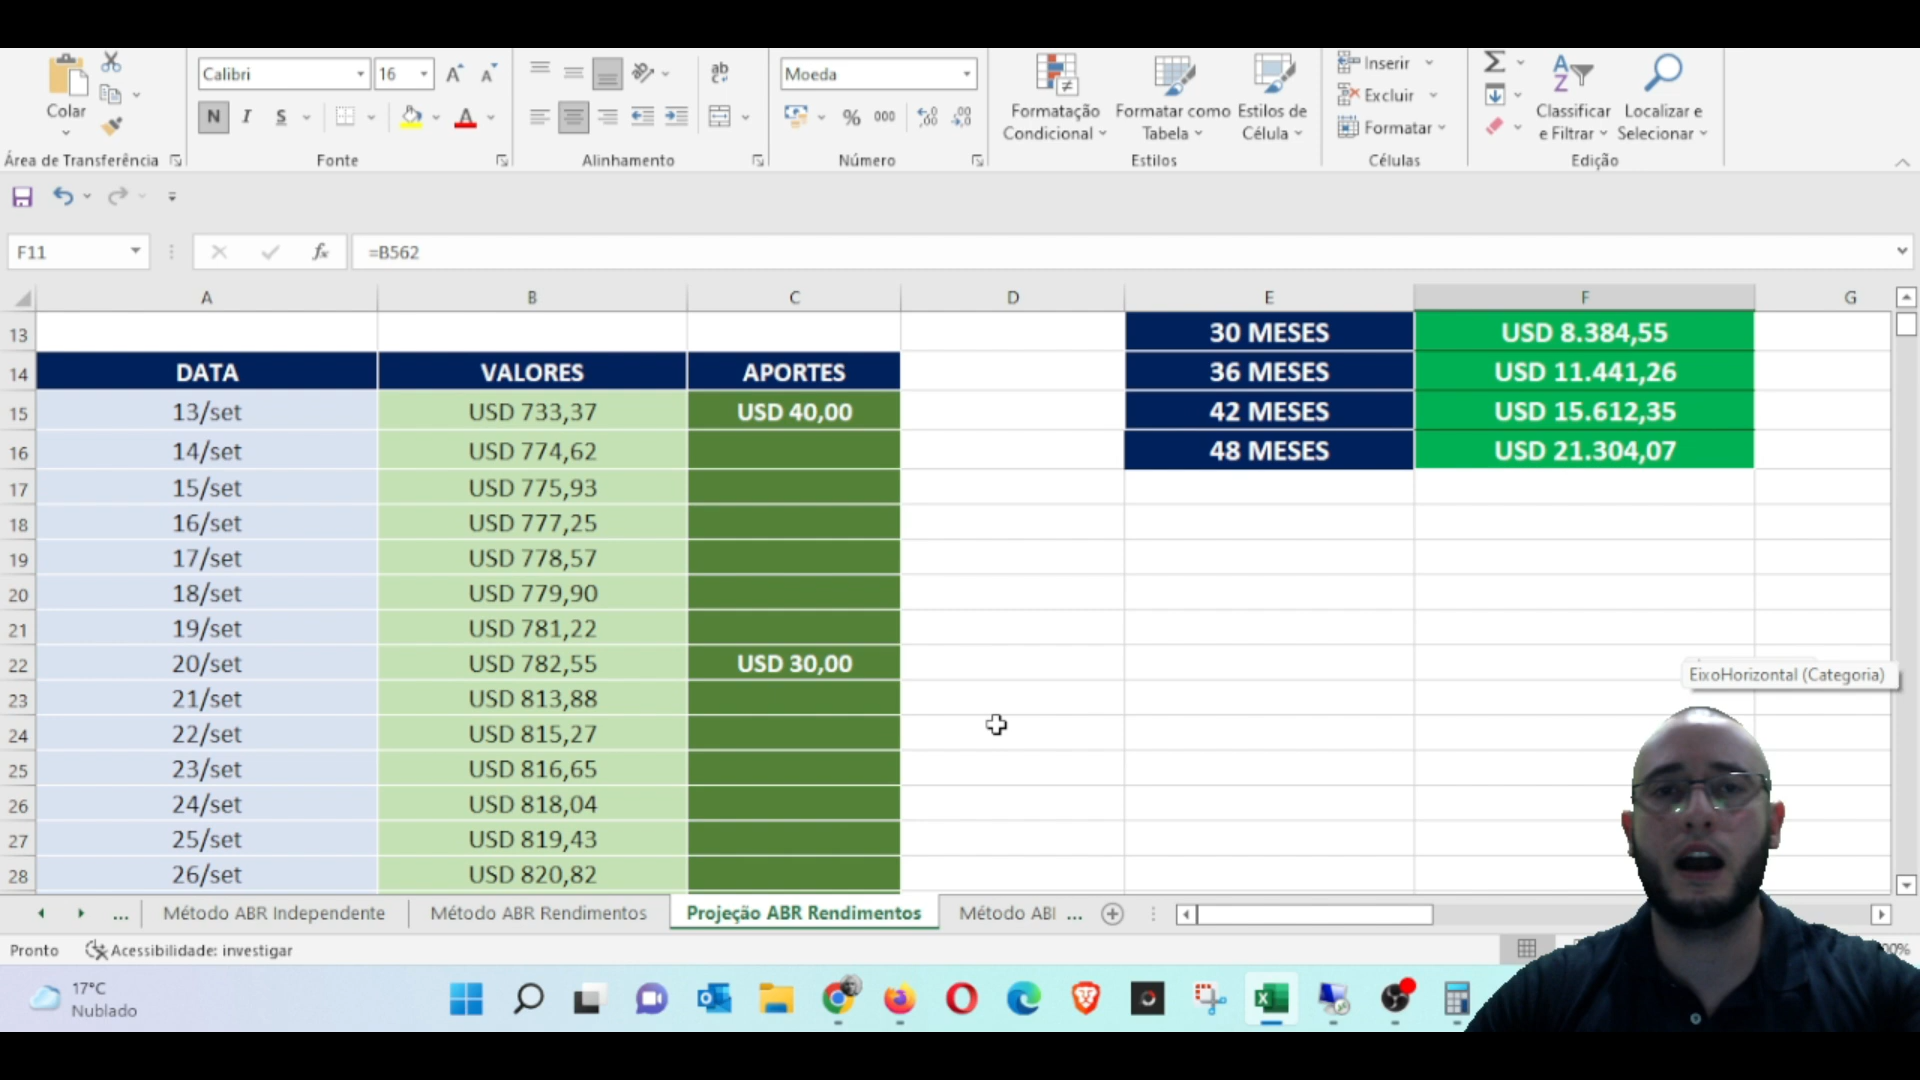 Calibri 16 Moeda
Colar
N I S
ab
% 000
Formatação Condicional
Formatar como Tabela
Estilos de Célula
Inserir
Excluir
Formatar
Classificar e Filtrar
Localizar e Selecionar
Área de Transferência Fonte Alinhamento Número Estilos Células Edição
F11 fx =B562
A B C D E F G
13 30 MESES USD 8.384,55
14 DATA VALORES APORTES 36 MESES USD 11.441,26
15 13/set USD 733,37 USD 40,00 42 MESES USD 15.612,35
16 14/set USD 774,62 48 MESES USD 21.304,07
17 15/set USD 775,93
18 16/set USD 777,25
19 17/set USD 778,57
20 18/set USD 779,90
21 19/set USD 781,22
22 20/set USD 782,55 USD 30,00
EixoHorizontal (Categoria)
23 21/set USD 813,88
24 22/set USD 815,27
25 23/set USD 816,65
26 24/set USD 818,04
27 25/set USD 819,43
28 26/set USD 820,82
... Método ABR Independente Método ABR Rendimentos Projeção ABR Rendimentos Método ABI ...
Pronto Acessibilidade: investigar
17°C
Nublado